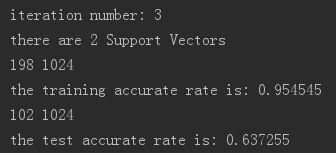 iteration number: 3
there are 2 Support Vectors
198 1024
the training accurate rate is: 0.954545
102 1024
the test accurate rate is: 0.637255